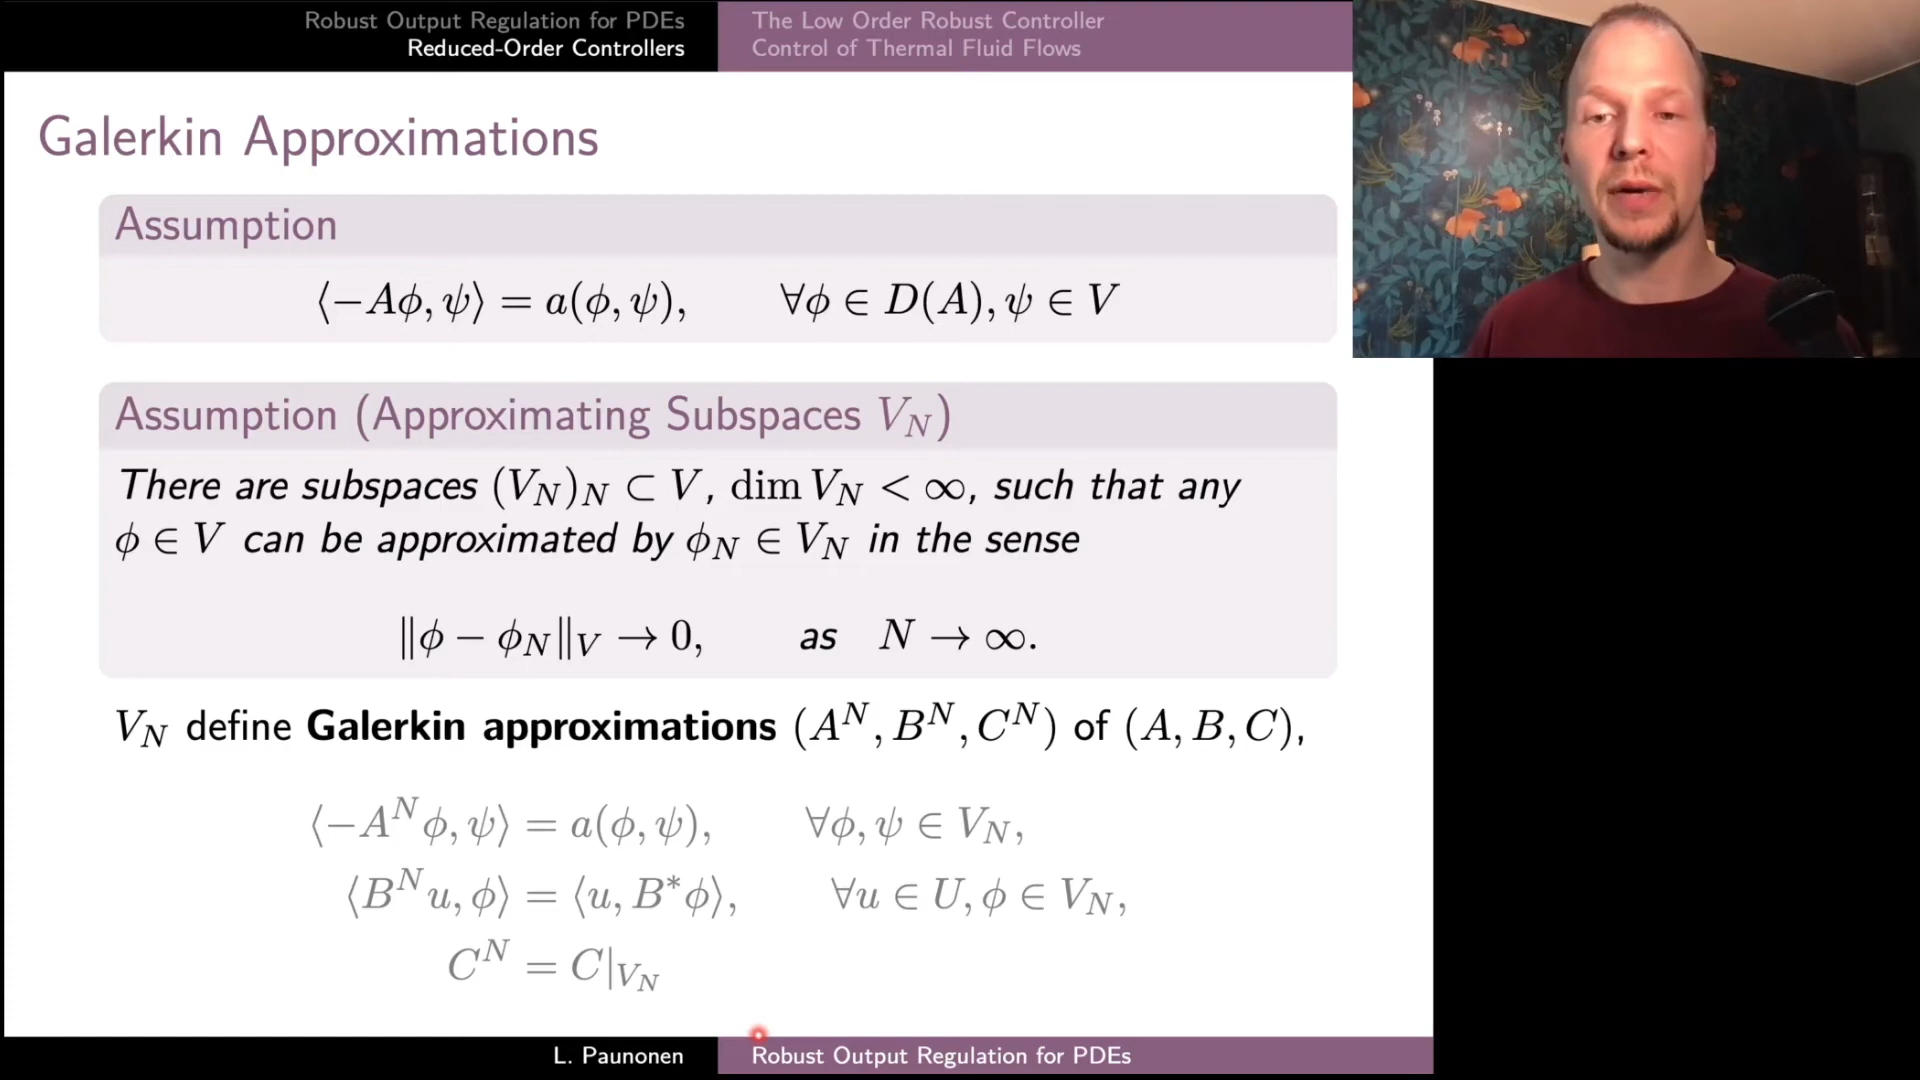 Robust Output Regulation for PDEs
Reduced-Order Controllers
The Low Order Robust Controller
Control of Thermal Fluid Flows
Galerkin Approximations
Assumption
⟨−Aϕ, ψ⟩ = a(ϕ, ψ), ∀ϕ ∈ D(A), ψ ∈ V
Assumption (Approximating Subspaces V_N)
There are subspaces (V_N)_N ⊂ V, dim V_N < ∞, such that any
ϕ ∈ V can be approximated by ϕ_N ∈ V_N in the sense
‖ϕ − ϕ_N‖_V → 0, as N → ∞.
V_N define Galerkin approximations (A^N, B^N, C^N) of (A, B, C),
⟨−A^N ϕ, ψ⟩ = a(ϕ, ψ), ∀ϕ, ψ ∈ V_N,
⟨B^N u, ϕ⟩ = ⟨u, B*ϕ⟩, ∀u ∈ U, ϕ ∈ V_N,
C^N = C|_{V_N}
L. Paunonen
Robust Output Regulation for PDEs